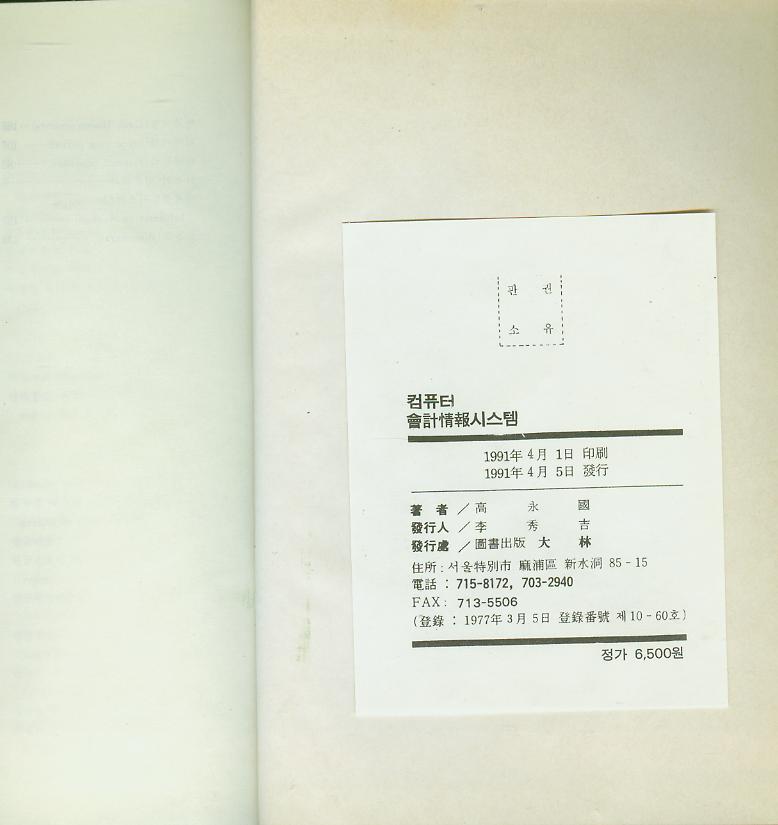 판 권
소 유
컴퓨터
會計情報시스템
1991年 4月 1日 印刷
1991年 4月 5日 發行
著 者 / 高 永 國
發行人 / 李 秀 吉
發行處 / 圖書出版 大 林
住所 : 서울特別市 麻浦區 新水洞 85 - 15
電話 : 715-8172, 703-2940
FAX : 713-5506
(登錄 : 1977年 3月 5日 登錄番號 제 10 - 60호)
정가 6,500원